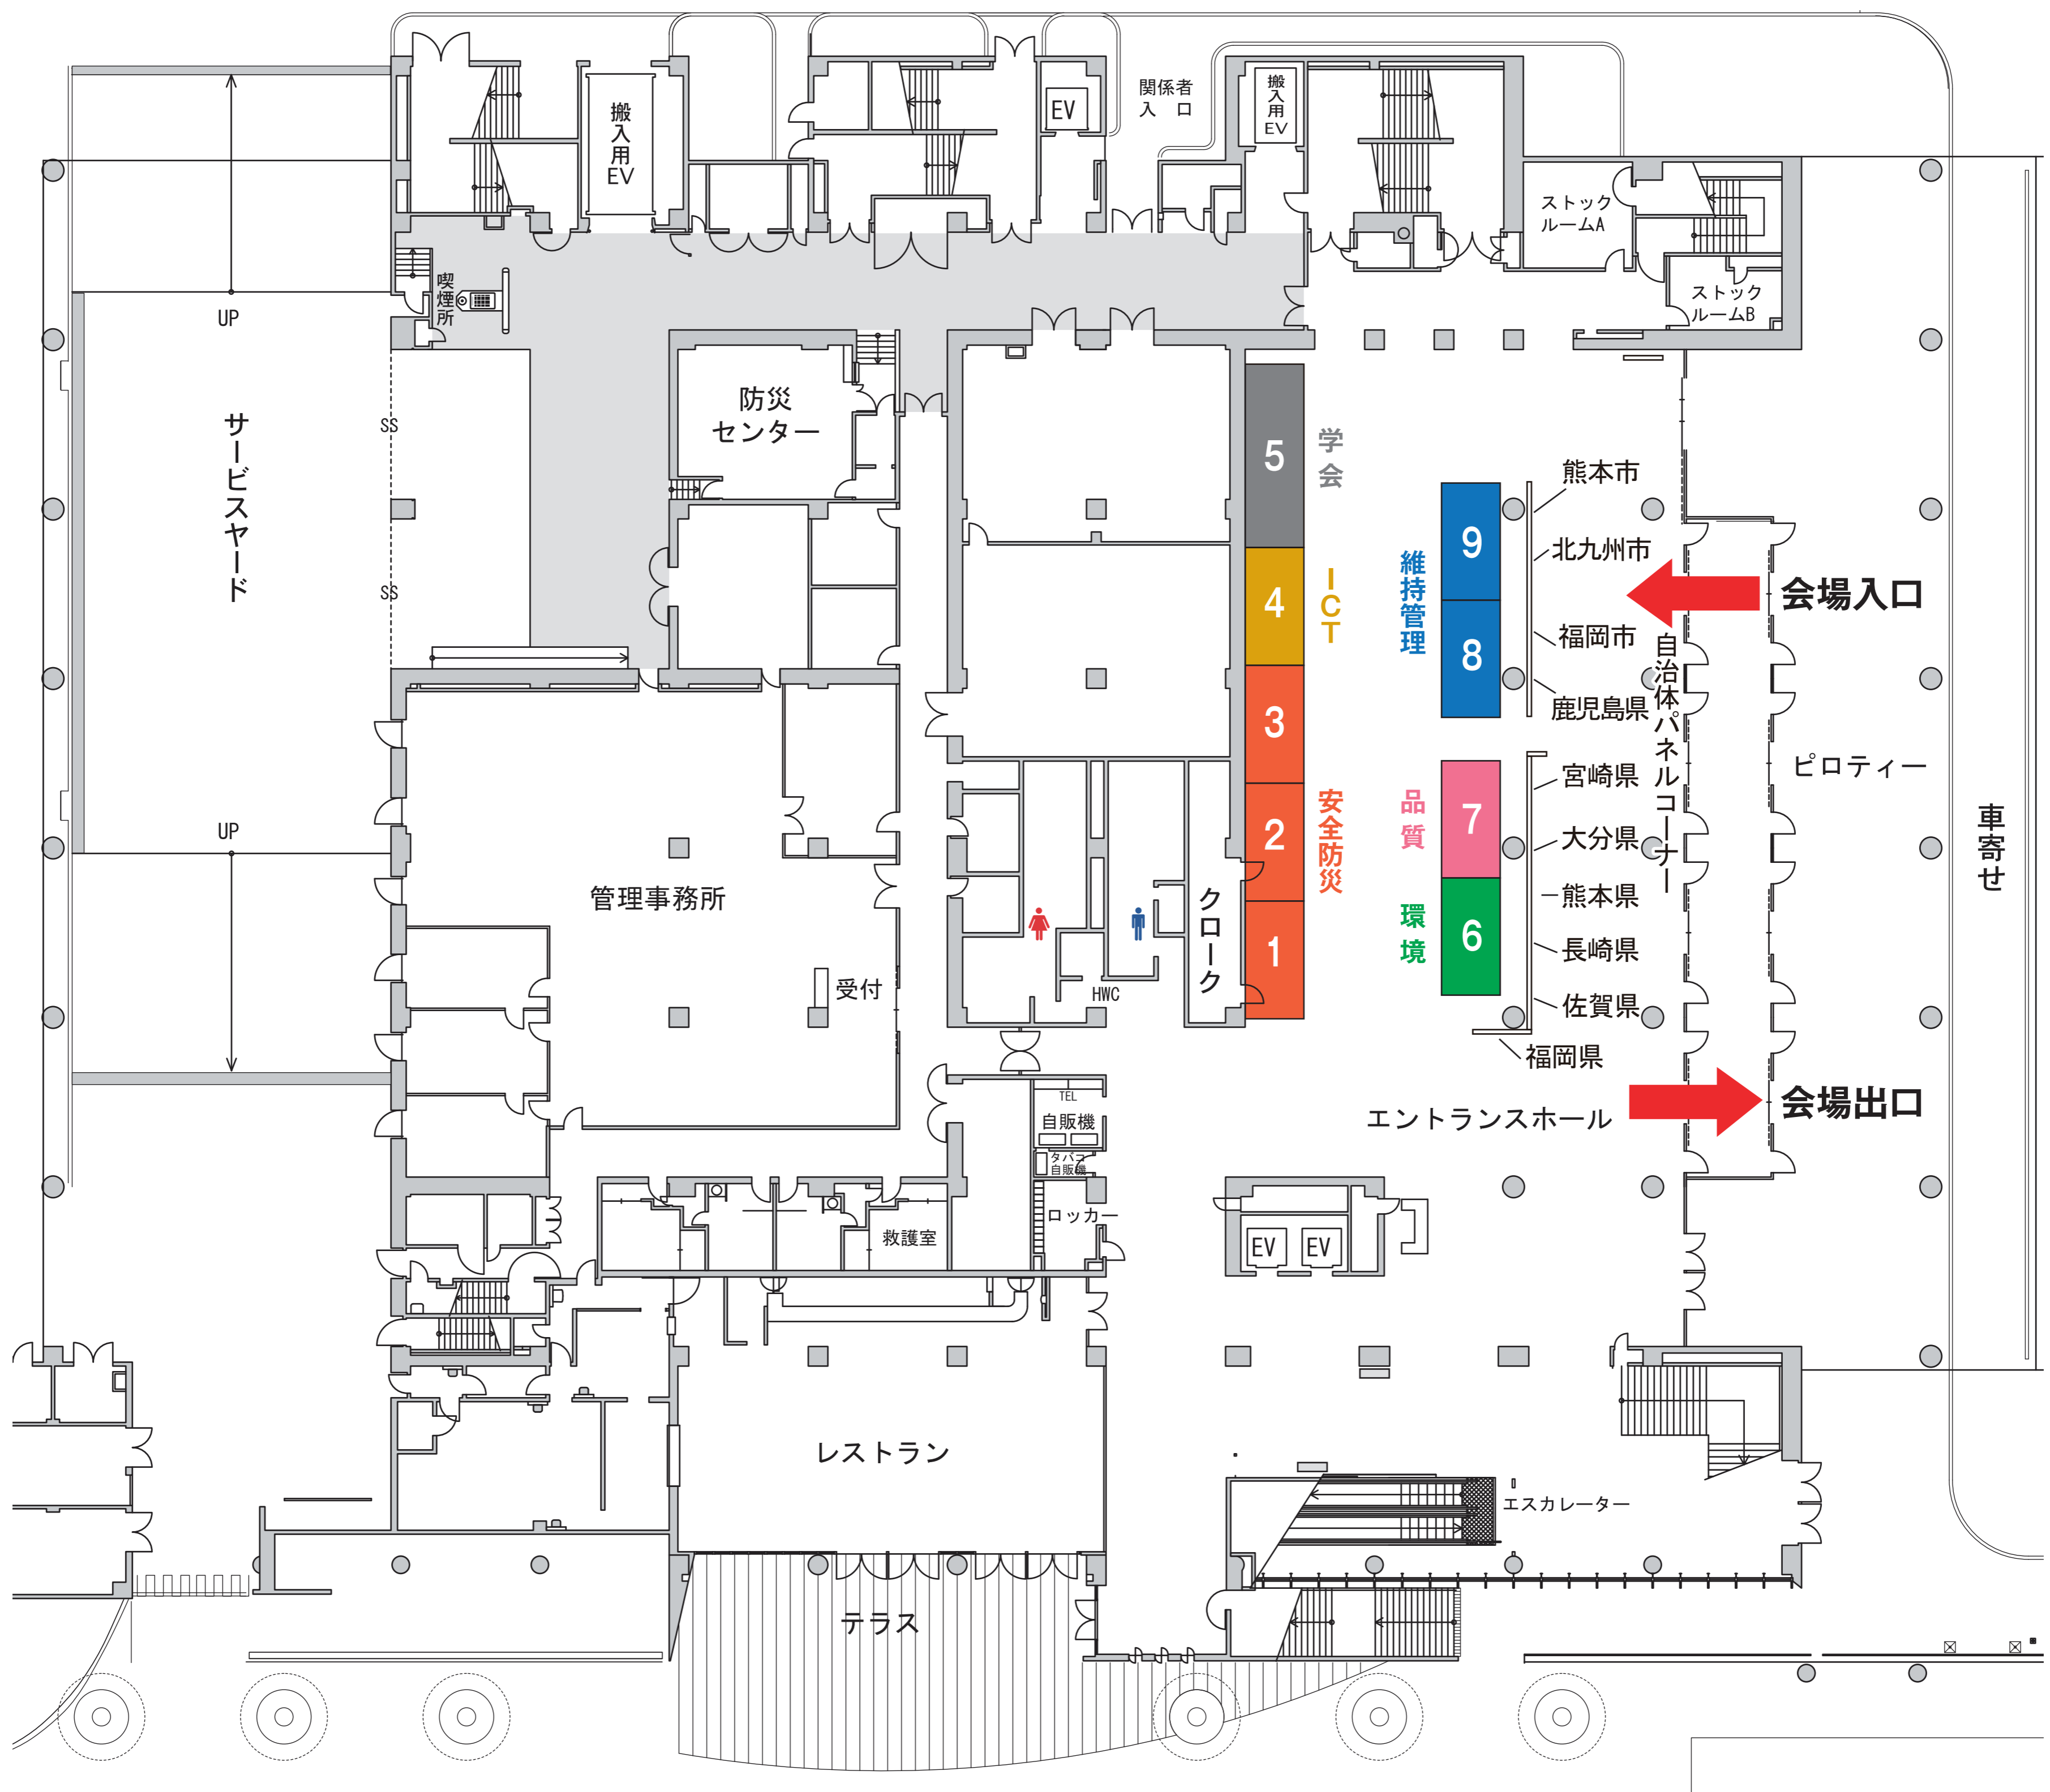 関係者
入 口
搬入用EV
EV
搬入用EV
ストック
ルームA
ストック
ルームB
喫煙所
UP
SS
サービスヤード
SS
UP
防災
センター
5
学会
4
ICT
3
2
安全防災
1
9
維持管理
8
7
品質
6
環境
熊本市
北九州市
福岡市
鹿児島県
宮崎県
大分県
熊本県
長崎県
佐賀県
福岡県
自治体パネルコーナー
会場入口
会場出口
ピロティー
車寄せ
管理事務所
受付
クローク
HWC
エントランスホール
TEL
自販機
タバコ
自販機
ロッカー
救護室
EV
EV
レストラン
エスカレーター
テラス